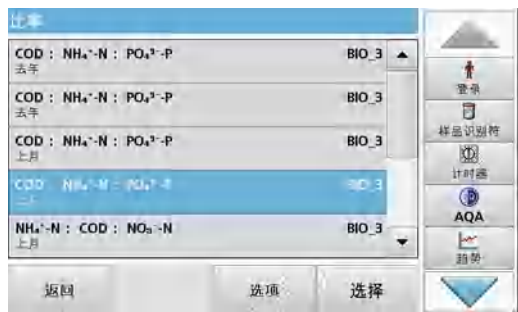 比率
COD : NH₄⁺-N : PO₄³⁻-P BIO_3
去年
COD : NH₄⁺-N : PO₄³⁻-P BIO_3
去年
COD : NH₄⁺-N : PO₄³⁻-P BIO_3
上月
COD : NH₄⁺-N : PO₄³⁻-P BIO_3
上月
NH₄⁺-N : COD : NO₃⁻-N BIO_3
上月
返回 选项 选择
登录
样品识别符
计时器
AQA
趋势